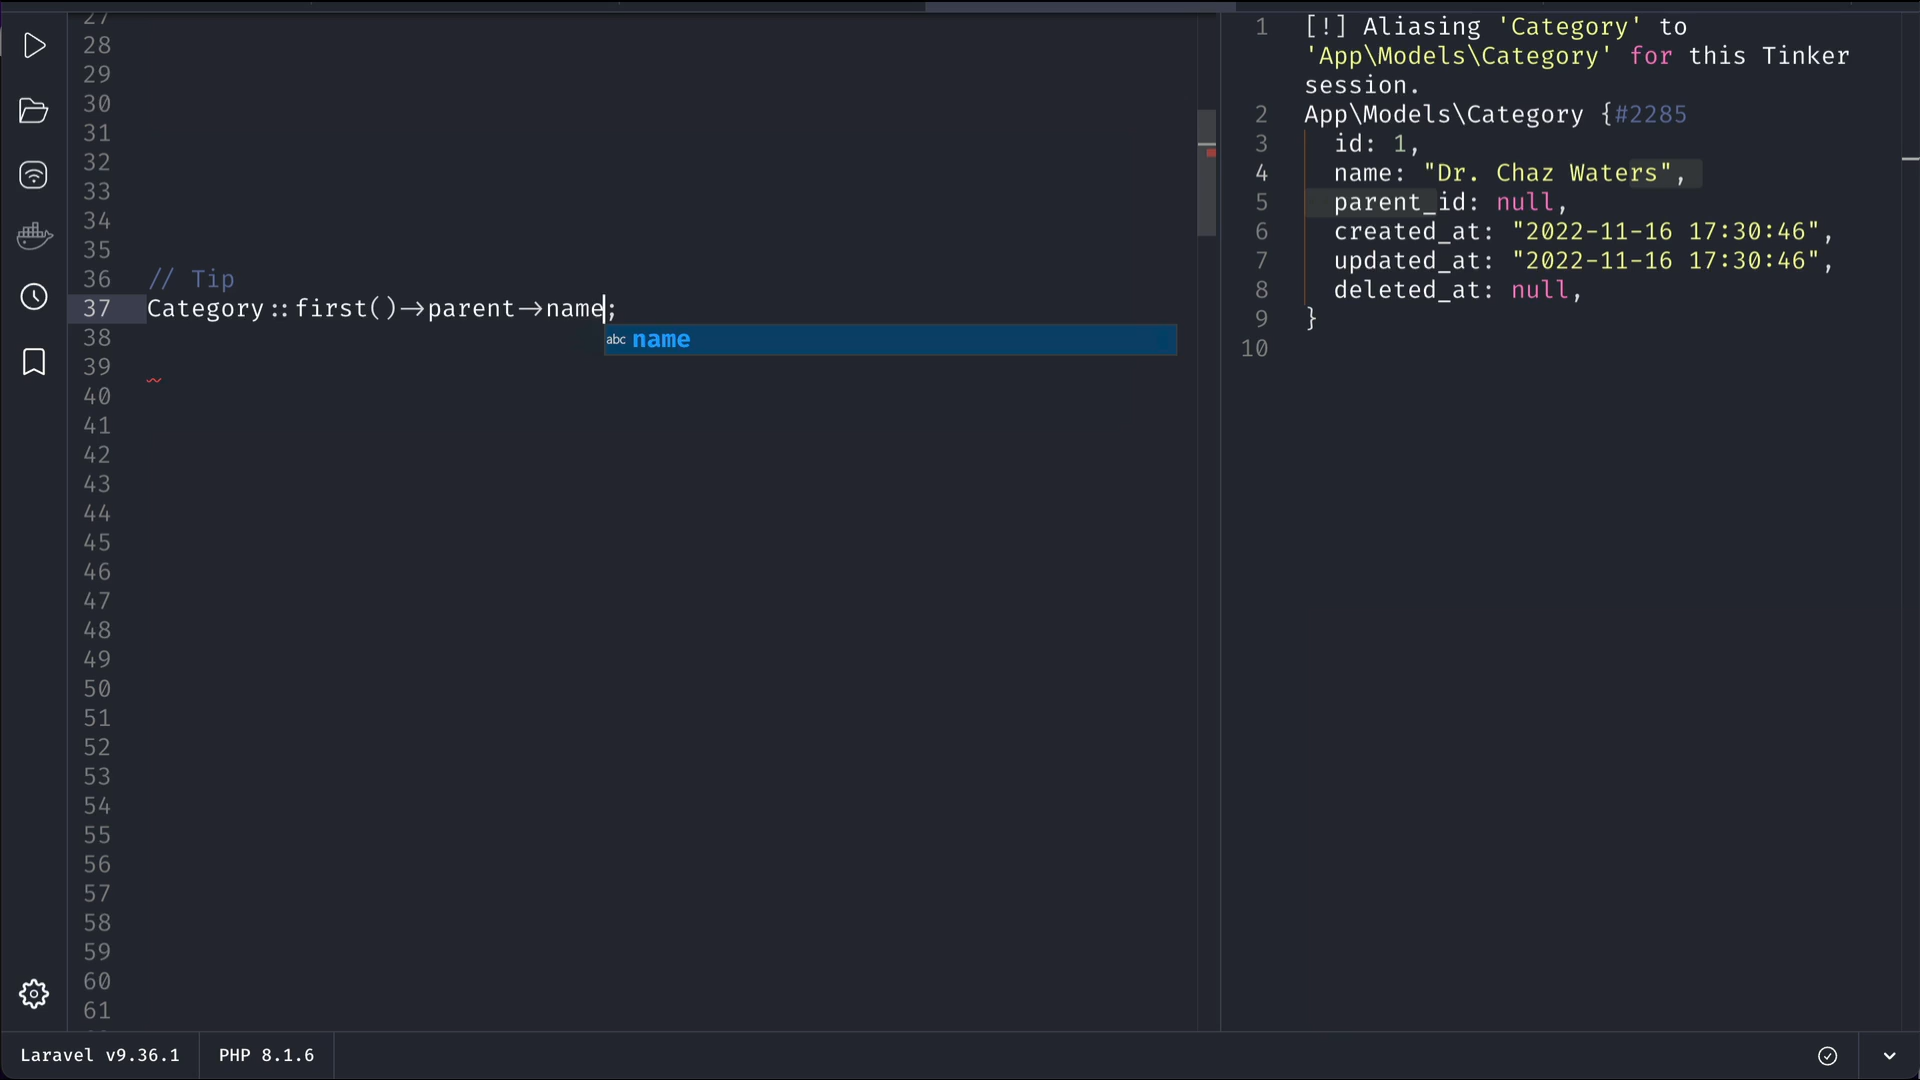 27
28
29
30
31
32
33
34
35
36 // Tip
37 Category::first()->parent->name;
abc name
38
39
40
41
42
43
44
45
46
47
48
49
50
51
52
53
54
55
56
57
58
59
60
61
1 [!] Aliasing 'Category' to
'App\Models\Category' for this Tinker
session.
2 App\Models\Category {#2285
3 id: 1,
4 name: "Dr. Chaz Waters",
5 parent_id: null,
6 created_at: "2022-11-16 17:30:46",
7 updated_at: "2022-11-16 17:30:46",
8 deleted_at: null,
9 }
10
Laravel v9.36.1
PHP 8.1.6